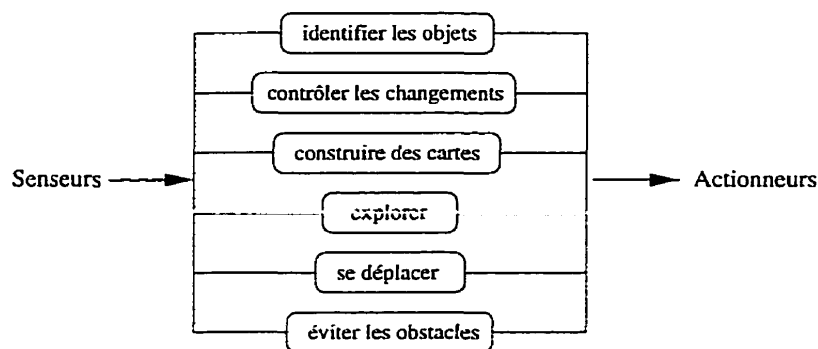 identifier les objets
contrôler les changements
construire des cartes
Senseurs
Actionneurs
explorer
se déplacer
éviter les obstacles